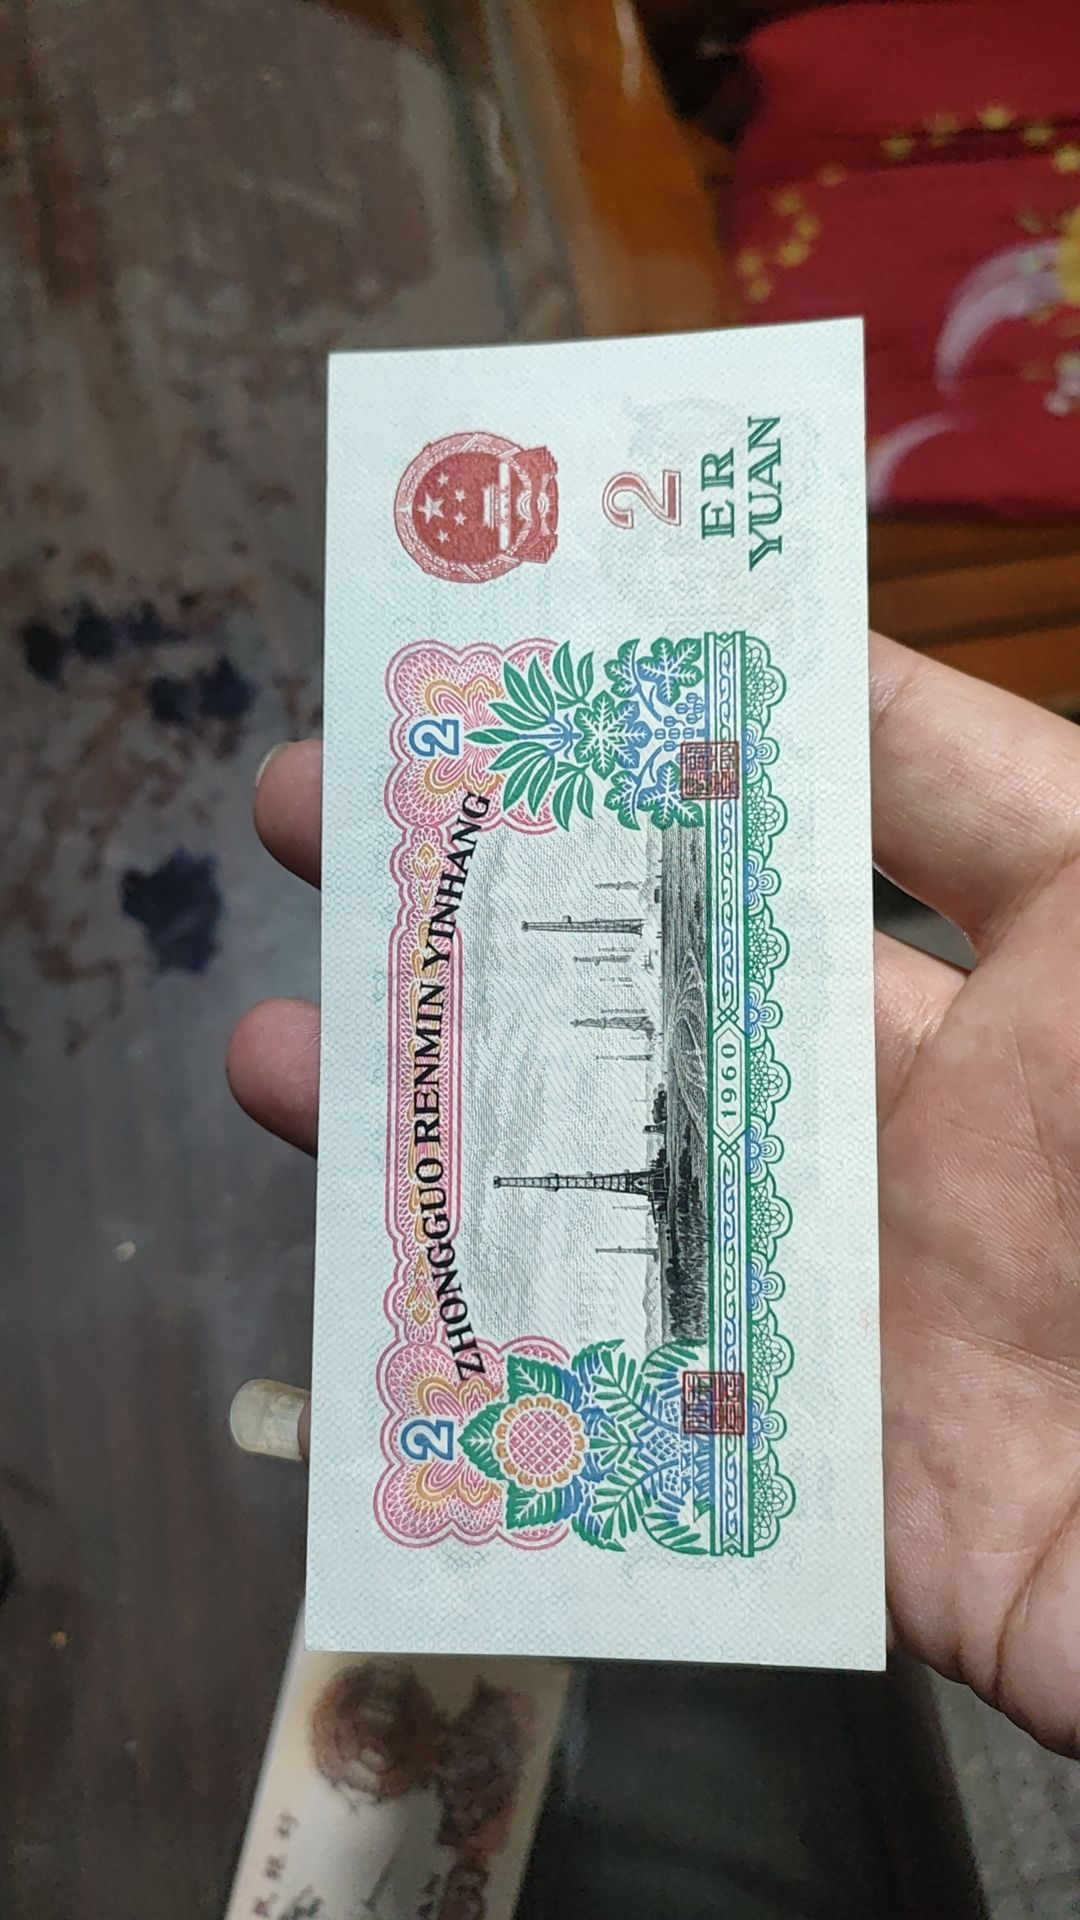 ZHONGGUO RENMIN YINHANG
2
2
2
ER
YUAN
1960